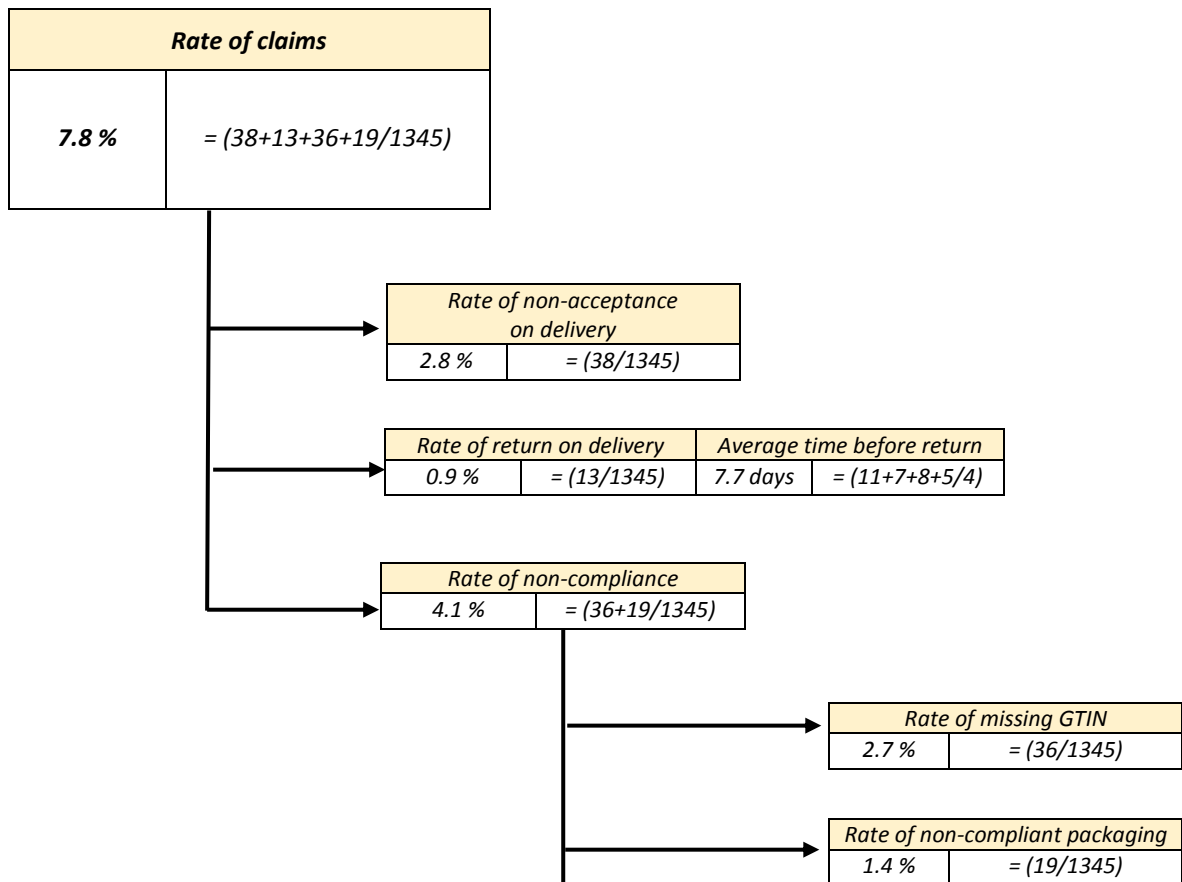 Rate of claims
7.8 % = (38+13+36+19/1345)
Rate of non-acceptance
on delivery
2.8 % = (38/1345)
Rate of return on delivery Average time before return
0.9 % = (13/1345) 7.7 days = (11+7+8+5/4)
Rate of non-compliance
4.1 % = (36+19/1345)
Rate of missing GTIN
2.7 % = (36/1345)
Rate of non-compliant packaging
1.4 % = (19/1345)